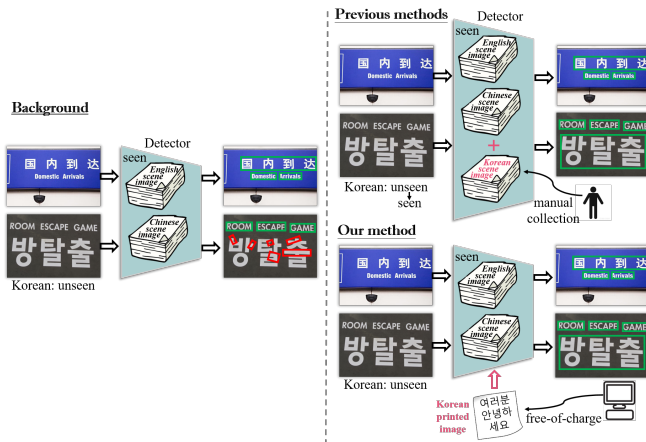 Background
Detector
seen
English
scene
image
Chinese
scene
image
国内到达
Domestic Arrivals
国内到达
Domestic Arrivals
ROOM ESCAPE GAME
방탈출
ROOM ESCAPE GAME
방탈출
Korean: unseen
Previous methods
Detector
seen
English
scene
image
Chinese
scene
image
+
Korean
scene
image
国内到达
Domestic Arrivals
国内到达
Domestic Arrivals
ROOM ESCAPE GAME
방탈출
ROOM ESCAPE GAME
방탈출
Korean: unseen
seen
manual
collection
Our method
seen
English
scene
image
Chinese
scene
image
国内到达
Domestic Arrivals
国内到达
Domestic Arrivals
ROOM ESCAPE GAME
방탈출
ROOM ESCAPE GAME
방탈출
Korean: unseen
Korean
printed
image
여러분
안녕하
세요
free-of-charge